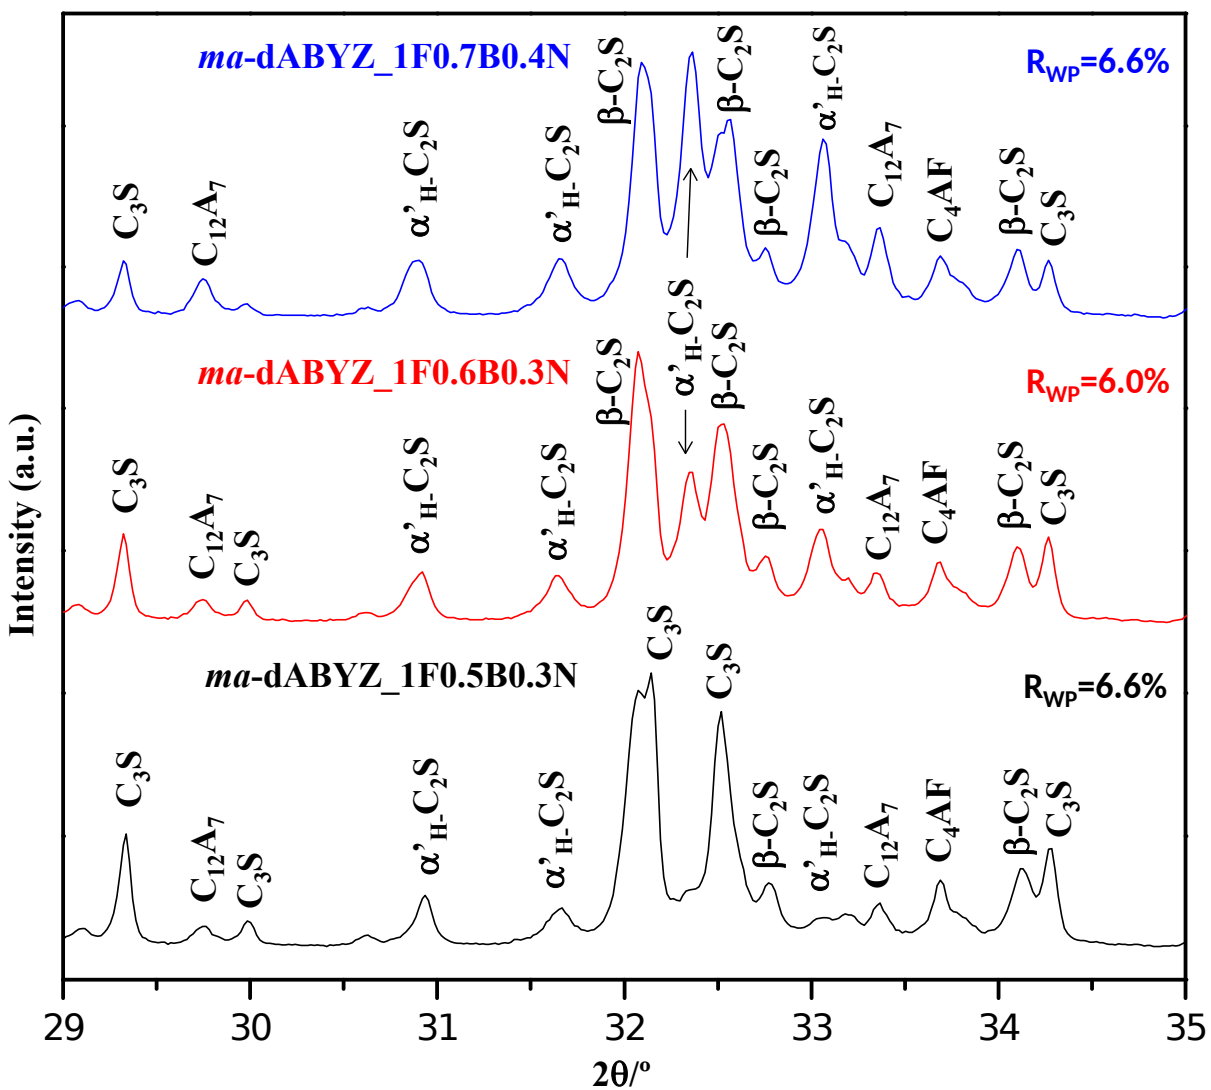 ma-dABYZ_1F0.7B0.4N
R_WP=6.6%
C₃S
C₁₂A₇
α’H-C₂S
α’H-C₂S
β-C₂S
β-C₂S
β-C₂S
α’H-C₂S
C₁₂A₇
C₄AF
β-C₂S
C₃S
α’H-C₂S
ma-dABYZ_1F0.6B0.3N
R_WP=6.0%
C₃S
C₁₂A₇
C₃S
α’H-C₂S
α’H-C₂S
β-C₂S
β-C₂S
β-C₂S
α’H-C₂S
C₁₂A₇
C₄AF
β-C₂S
C₃S
ma-dABYZ_1F0.5B0.3N
R_WP=6.6%
C₃S
C₁₂A₇
C₃S
α’H-C₂S
α’H-C₂S
C₃S
C₃S
β-C₂S
α’H-C₂S
C₁₂A₇
C₄AF
β-C₂S
C₃S
Intensity (a.u.)
29 30 31 32 33 34 35
2θ/º